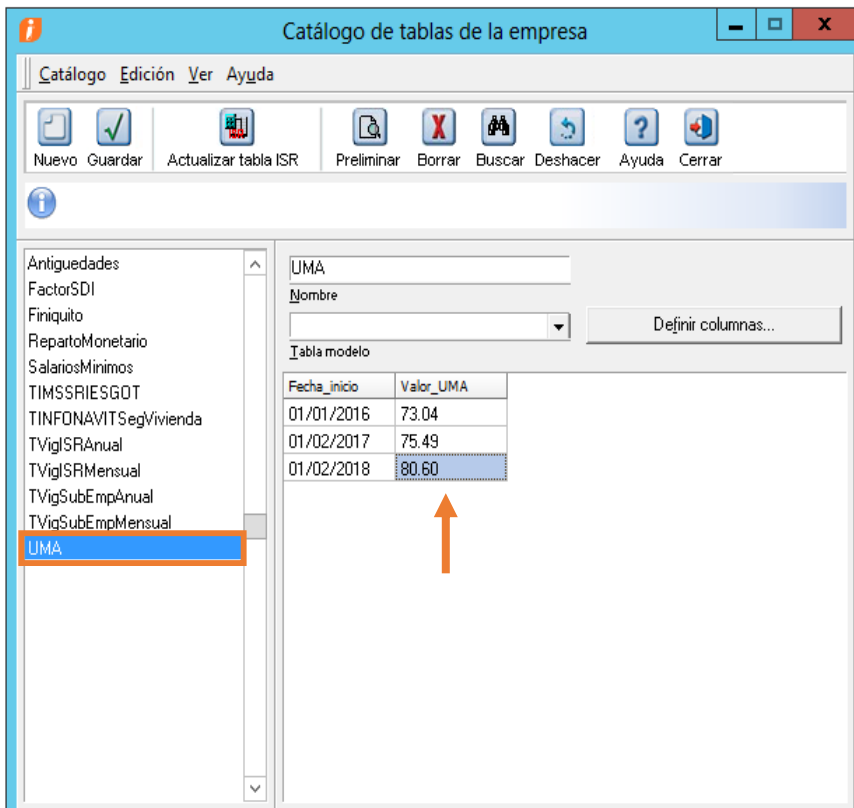 Catálogo de tablas de la empresa
Catálogo Edición Ver Ayuda
Nuevo Guardar Actualizar tabla ISR Preliminar Borrar Buscar Deshacer Ayuda Cerrar
Antiguedades
FactorSDI
Finiquito
RepartoMonetario
SalariosMinimos
TIMSSRIESGOT
TINFONAVITSegVivienda
TVigISRAnual
TVigISRMensual
TVigSubEmpAnual
TVigSubEmpMensual
UMA
UMA
Nombre
Definir columnas...
Tabla modelo
Fecha_inicio Valor_UMA
01/01/2016 73.04
01/02/2017 75.49
01/02/2018 80.60